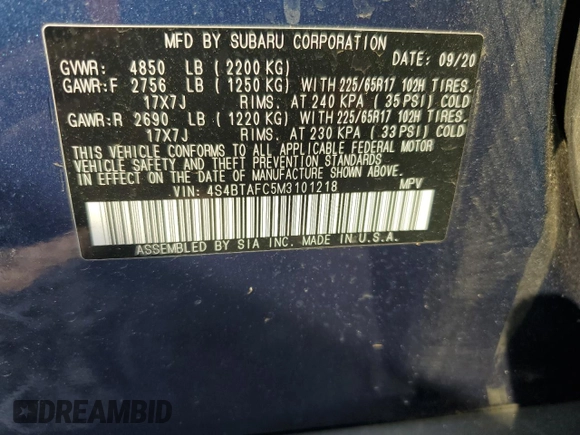 MFD BY SUBARU CORPORATION
GVWR: 4850 LB (2200 KG) DATE: 09/20
GAWR:F 2756 LB (1250 KG) WITH 225/65R17 102H TIRES.
17X7J RIMS. AT 240 KPA (35 PSI) COLD
GAWR:R 2690 LB (1220 KG) WITH 225/65R17 102H TIRES.
17X7J RIMS. AT 230 KPA (33 PSI) COLD
THIS VEHICLE CONFORMS TO ALL APPLICABLE FEDERAL MOTOR
VEHICLE SAFETY AND THEFT PREVENTION STANDARDS
IN EFFECT ON THE DATE OF MANUFACTURE SHOWN ABOVE.
VIN: 4S4BTAFC5M3101218 MPV
ASSEMBLED BY SIA INC. MADE IN U.S.A.
DREAMBID